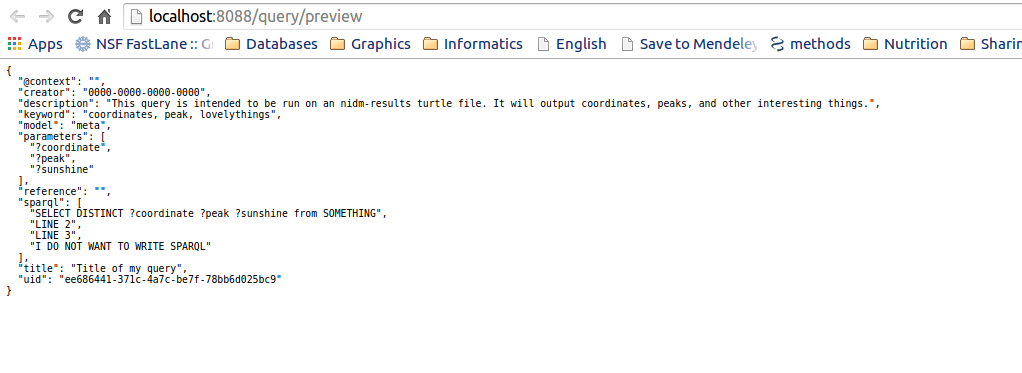 localhost:8088/query/preview
Apps NSF FastLane :: Databases Graphics Informatics English Save to Mendeley methods Nutrition Sharin
{
  "@context": "",
  "creator": "0000-0000-0000-0000",
  "description": "This query is intended to be run on an nidm-results turtle file. It will output coordinates, peaks, and other interesting things.",
  "keyword": "coordinates, peak, lovelythings",
  "model": "meta",
  "parameters": [
    "?coordinate",
    "?peak",
    "?sunshine"
  ],
  "reference": "",
  "sparql": [
    "SELECT DISTINCT ?coordinate ?peak ?sunshine from SOMETHING",
    "LINE 2",
    "LINE 3",
    "I DO NOT WANT TO WRITE SPARQL"
  ],
  "title": "Title of my query",
  "uid": "ee686441-371c-4a7c-be7f-78bb6d025bc9"
}